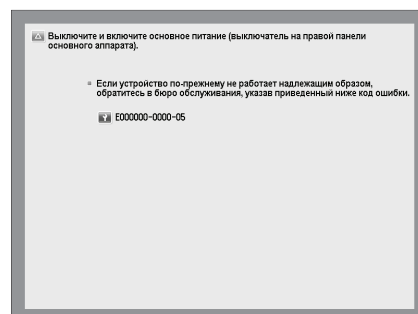 Выключите и включите основное питание (выключатель на правой панели
основного аппарата).
Если устройство по-прежнему не работает надлежащим образом,
обратитесь в бюро обслуживания, указав приведенный ниже код ошибки.
E000000-0000-05